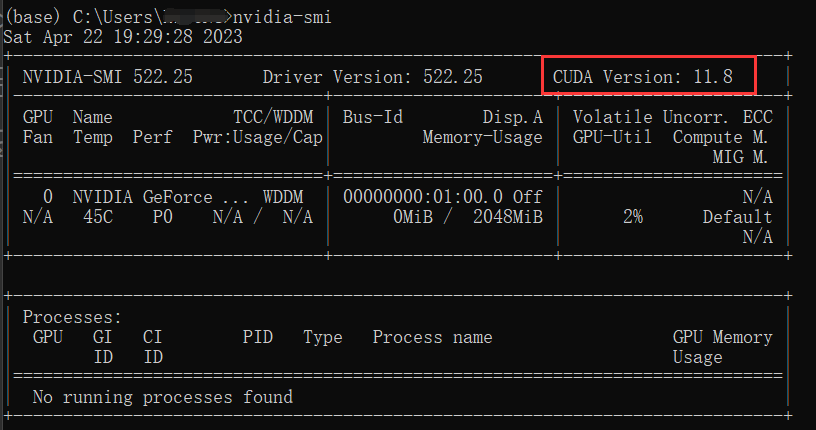 (base) C:\Users\ >nvidia-smi
Sat Apr 22 19:29:28 2023
NVIDIA-SMI 522.25 Driver Version: 522.25 CUDA Version: 11.8
GPU Name TCC/WDDM Bus-Id Disp.A Volatile Uncorr. ECC
Fan Temp Perf Pwr:Usage/Cap Memory-Usage GPU-Util Compute M.
MIG M.
0 NVIDIA GeForce ... WDDM 00000000:01:00.0 Off N/A
N/A 45C P0 N/A / N/A 0MiB / 2048MiB 2% Default
N/A
Processes:
GPU GI CI PID Type Process name GPU Memory
ID ID Usage
No running processes found